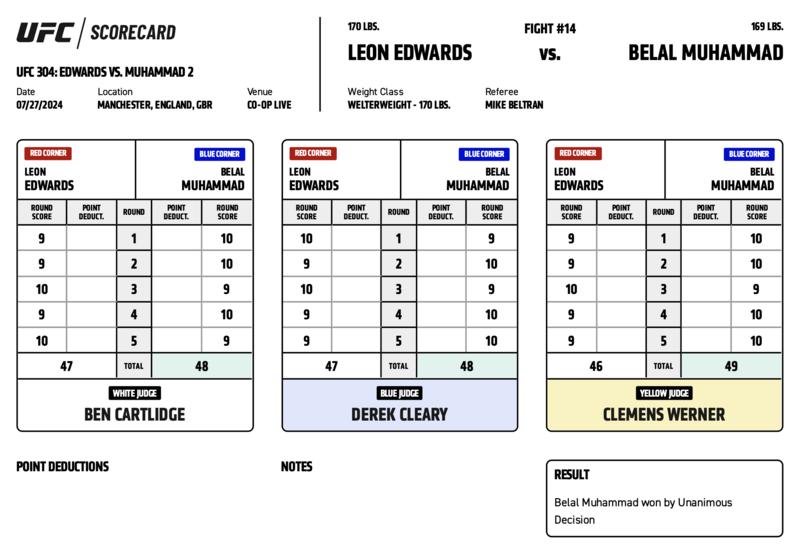 UFC / SCORECARD
UFC 304: EDWARDS VS. MUHAMMAD 2
Date Location Venue
07/27/2024 MANCHESTER, ENGLAND, GBR CO-OP LIVE
170 LBS. FIGHT #14 169 LBS.
LEON EDWARDS VS. BELAL MUHAMMAD
Weight Class Referee
WELTERWEIGHT - 170 LBS. MIKE BELTRAN
RED CORNER BLUE CORNER
LEON BELAL
EDWARDS MUHAMMAD
ROUND POINT ROUND POINT ROUND
SCORE DEDUCT. DEDUCT. SCORE
9 1 10
9 2 10
10 3 9
9 4 10
10 5 9
47 TOTAL 48
WHITE JUDGE
BEN CARTLIDGE
RED CORNER BLUE CORNER
LEON BELAL
EDWARDS MUHAMMAD
ROUND POINT ROUND POINT ROUND
SCORE DEDUCT. DEDUCT. SCORE
10 1 9
9 2 10
10 3 9
9 4 10
9 5 10
47 TOTAL 48
BLUE JUDGE
DEREK CLEARY
RED CORNER BLUE CORNER
LEON BELAL
EDWARDS MUHAMMAD
ROUND POINT ROUND POINT ROUND
SCORE DEDUCT. DEDUCT. SCORE
9 1 10
9 2 10
10 3 9
9 4 10
9 5 10
46 TOTAL 49
YELLOW JUDGE
CLEMENS WERNER
POINT DEDUCTIONS
NOTES
RESULT
Belal Muhammad won by Unanimous
Decision